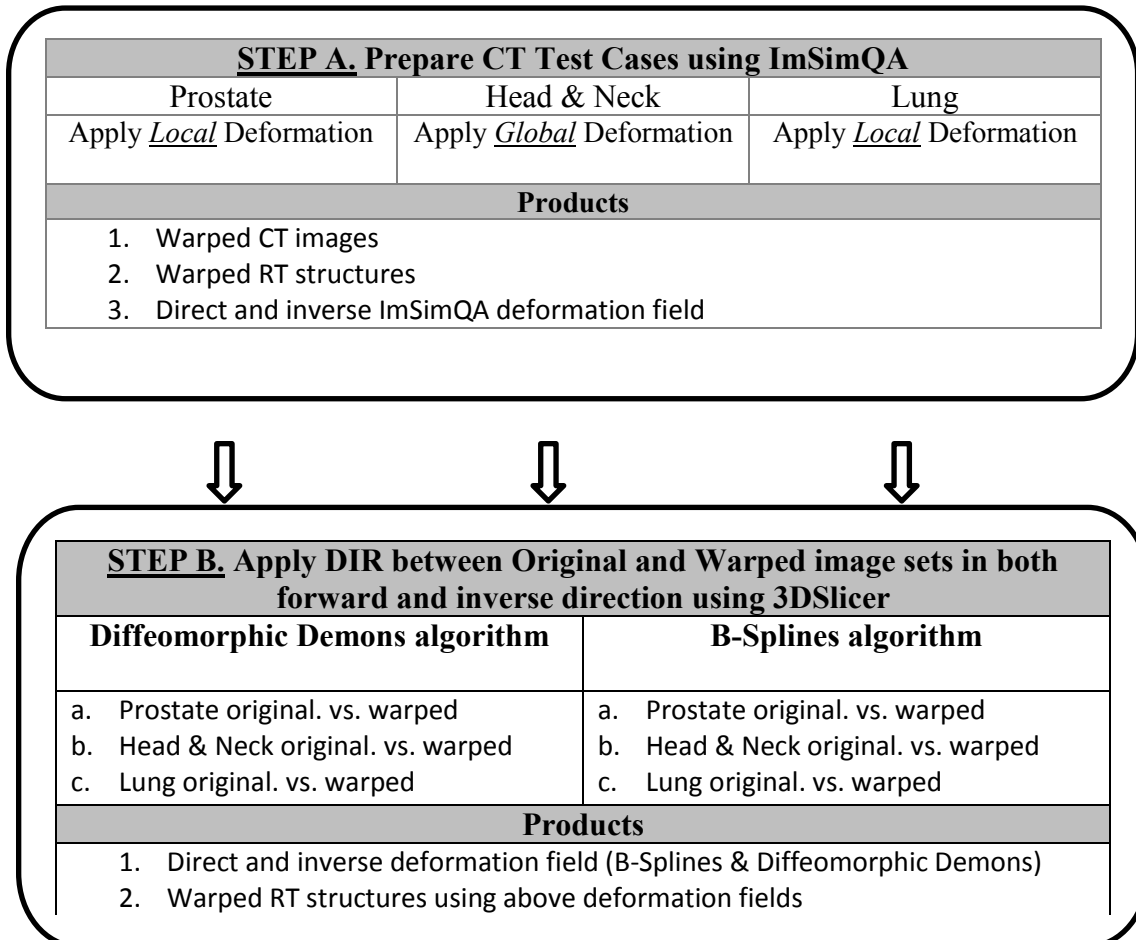 STEP A. Prepare CT Test Cases using ImSimQA
Prostate
Head & Neck
Lung
Apply Local Deformation
Apply Global Deformation
Apply Local Deformation
Products
1. Warped CT images
2. Warped RT structures
3. Direct and inverse ImSimQA deformation field
STEP B. Apply DIR between Original and Warped image sets in both
forward and inverse direction using 3DSlicer
Diffeomorphic Demons algorithm
B-Splines algorithm
a. Prostate original. vs. warped
b. Head & Neck original. vs. warped
c. Lung original. vs. warped
a. Prostate original. vs. warped
b. Head & Neck original. vs. warped
c. Lung original. vs. warped
Products
1. Direct and inverse deformation field (B-Splines & Diffeomorphic Demons)
2. Warped RT structures using above deformation fields